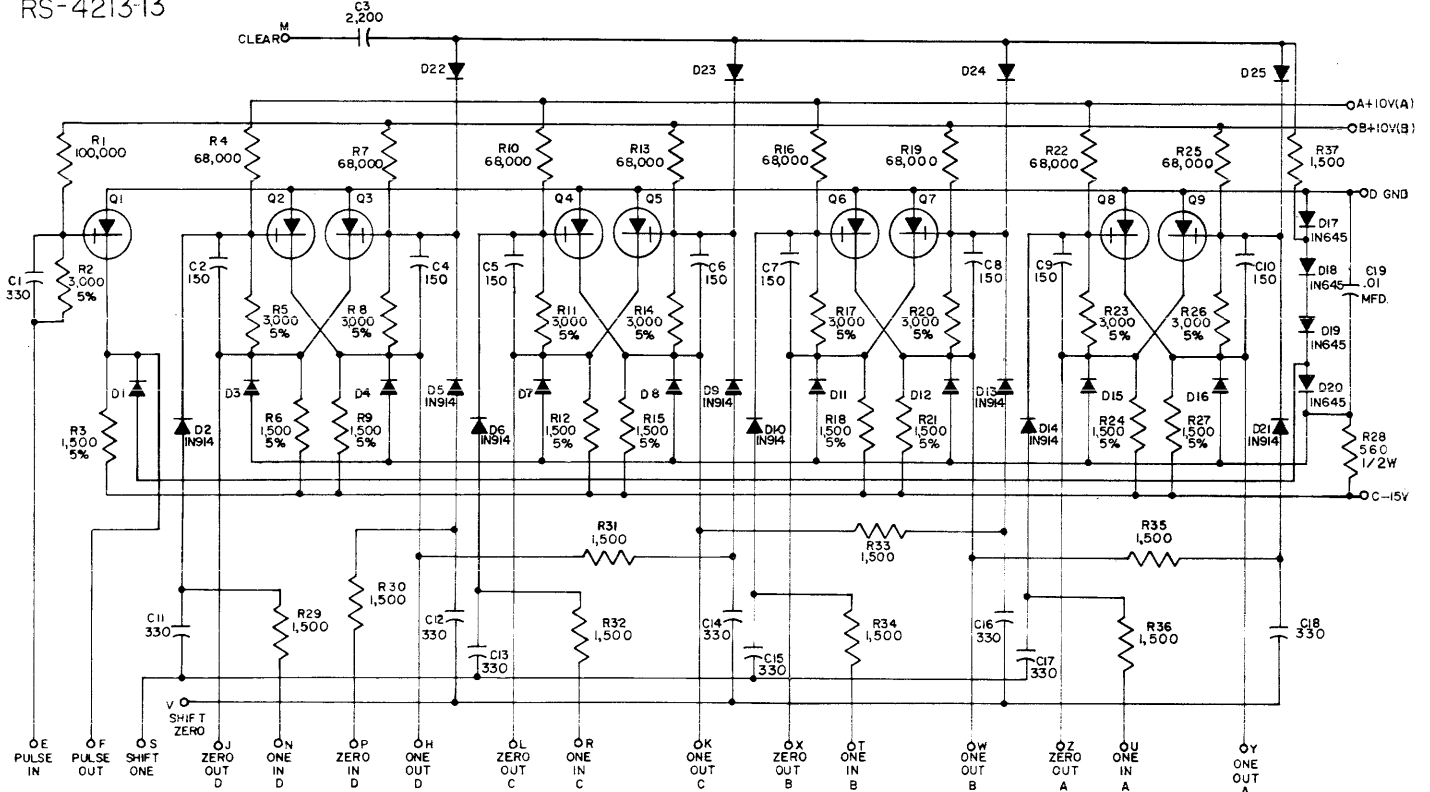 RS-4213-13
C3
2,200
M
CLEAR
D22
D23
D24
D25
A+10V(A)
B+10V(B)
R1
100,000
R4
68,000
R7
68,000
R10
68,000
R13
68,000
R16
68,000
R19
68,000
R22
68,000
R25
68,000
R37
1,500
D GND
Q1
Q2
Q3
Q4
Q5
Q6
Q7
Q8
Q9
D17
IN645
C1
330
R2
3,000
5%
C2
150
C4
150
C5
150
C6
150
C7
150
C8
150
C9
150
C10
150
D18
IN645
C19
.01
MFD.
R5
3,000
5%
R8
3,000
5%
R11
3,000
5%
R14
3,000
5%
R17
3,000
5%
R20
3,000
5%
R23
3,000
5%
R26
3,000
5%
D19
IN645
D1
D3
D4
D5
IN914
D7
D8
D9
IN914
D11
D12
D13
IN914
D15
D16
D20
IN645
R3
1,500
5%
D2
IN914
R6
1,500
5%
R9
1,500
5%
D6
IN914
R12
1,500
5%
R15
1,500
5%
D10
IN914
R18
1,500
5%
R21
1,500
5%
D14
IN914
R24
1,500
5%
R27
1,500
5%
D21
IN914
R28
560
1/2W
C-15V
R31
1,500
R33
1,500
R35
1,500
R30
1,500
C11
330
R29
1,500
C12
330
C13
330
R32
1,500
C14
330
C15
330
R34
1,500
C16
330
C17
330
R36
1,500
C18
330
V
SHIFT
ZERO
E
PULSE
IN
F
PULSE
OUT
S
SHIFT
ONE
J
ZERO
OUT
D
N
ONE
IN
D
P
ZERO
IN
D
H
ONE
OUT
D
L
ZERO
OUT
C
R
ONE
IN
C
K
ONE
OUT
C
X
ZERO
OUT
B
T
ONE
IN
B
W
ONE
OUT
B
Z
ZERO
OUT
A
U
ONE
IN
A
Y
ONE
OUT
A